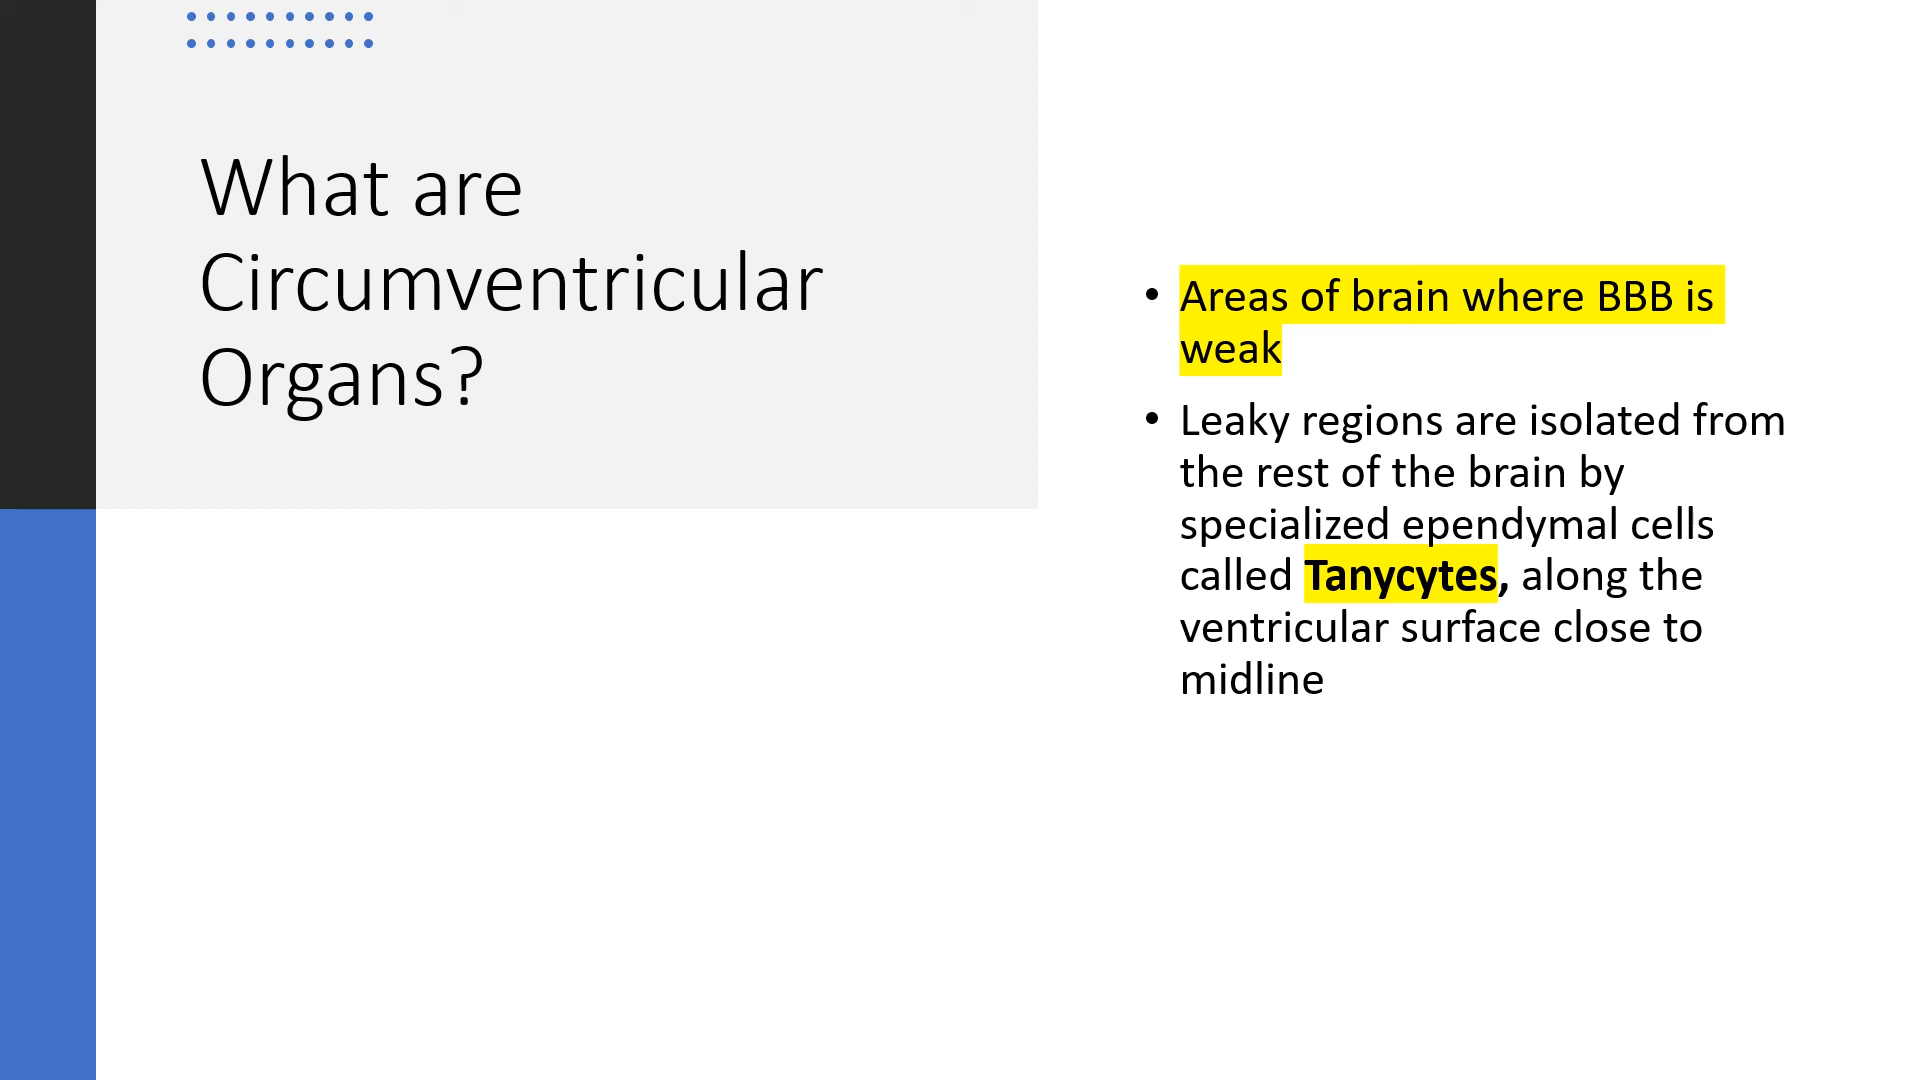 What are
Circumventricular
Organs?
• Areas of brain where BBB is
weak
• Leaky regions are isolated from
the rest of the brain by
specialized ependymal cells
called Tanycytes, along the
ventricular surface close to
midline